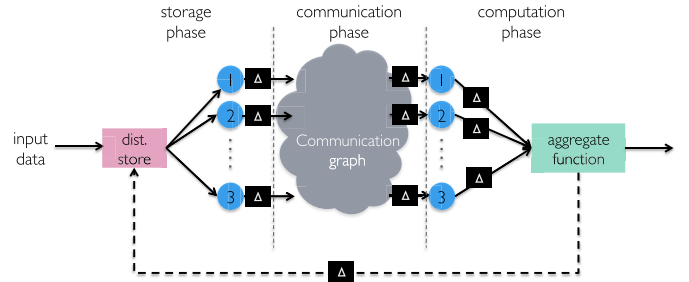 storage
phase
communication
phase
computation
phase
1 Δ Δ 1
Δ
2 Δ Δ 2
Δ
input
data
dist.
store
Communication
graph
aggregate
function
Δ
3 Δ Δ 3
Δ